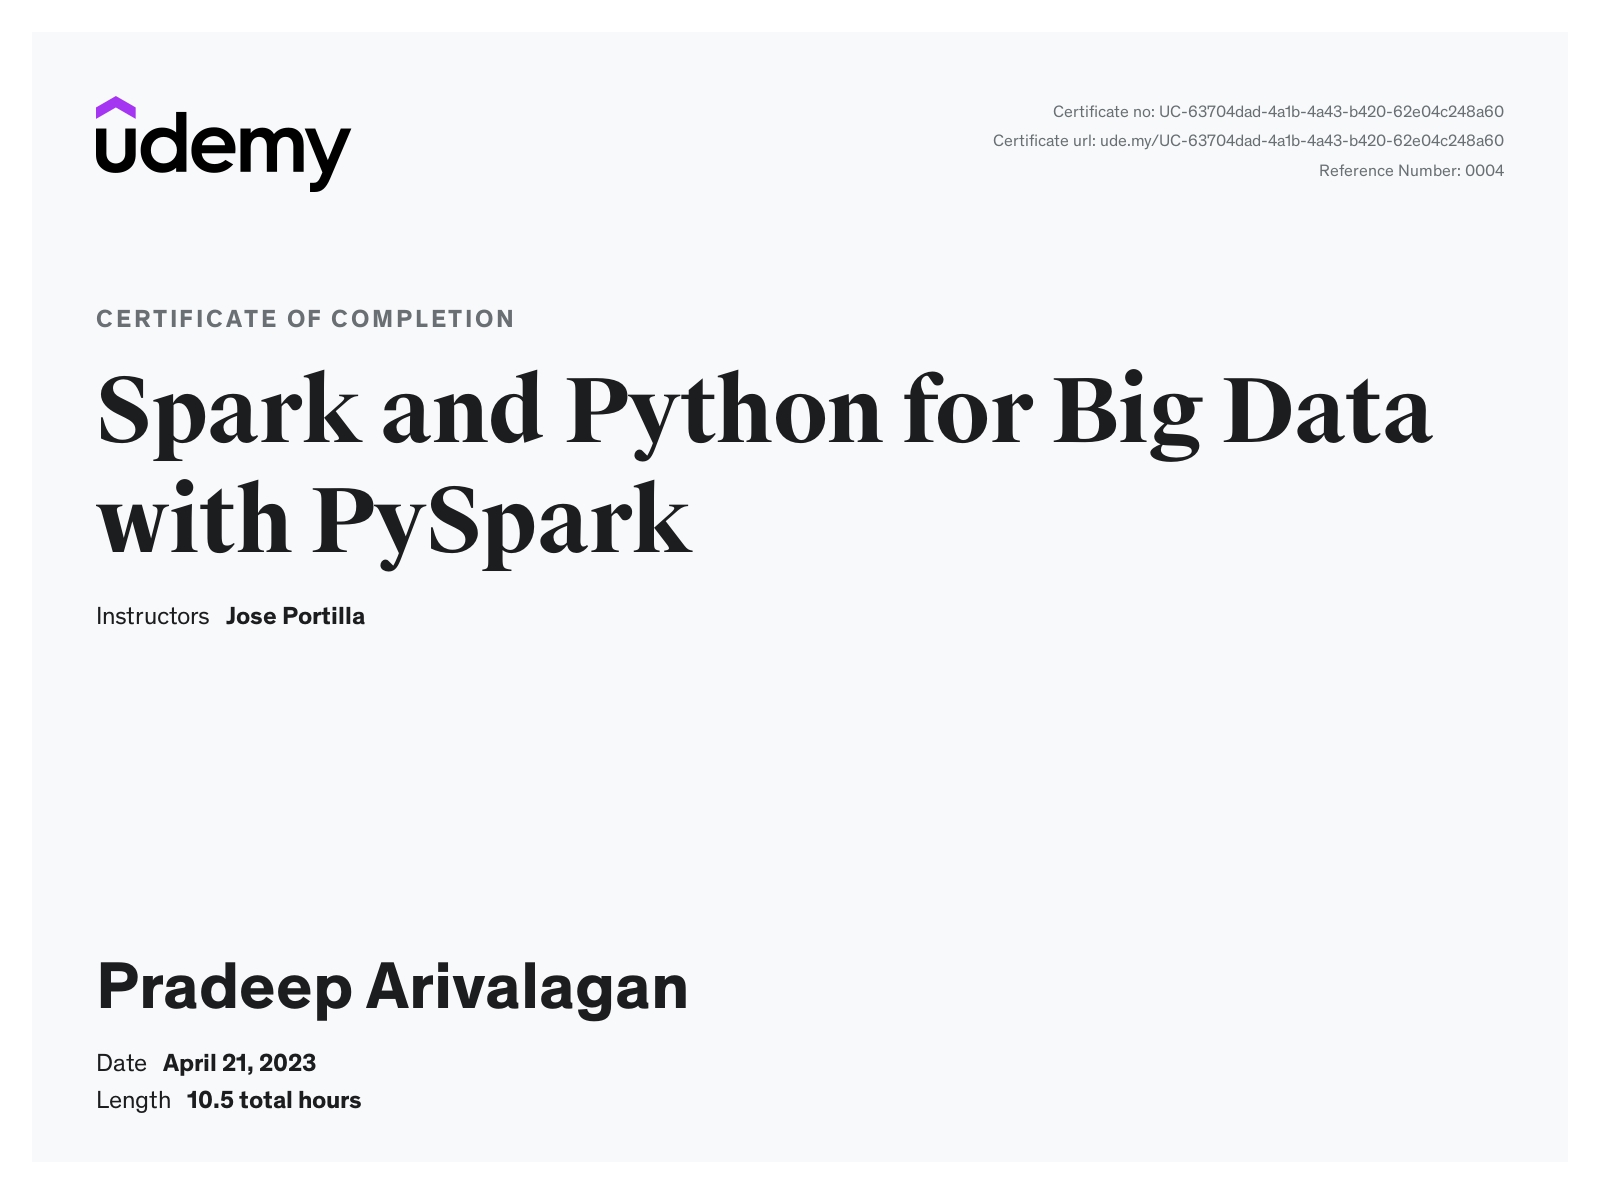 udemy
Certificate no: UC-63704dad-4a1b-4a43-b420-62e04c248a60
Certificate url: ude.my/UC-63704dad-4a1b-4a43-b420-62e04c248a60
Reference Number: 0004
CERTIFICATE OF COMPLETION
Spark and Python for Big Data
with PySpark
Instructors Jose Portilla
Pradeep Arivalagan
Date April 21, 2023
Length 10.5 total hours